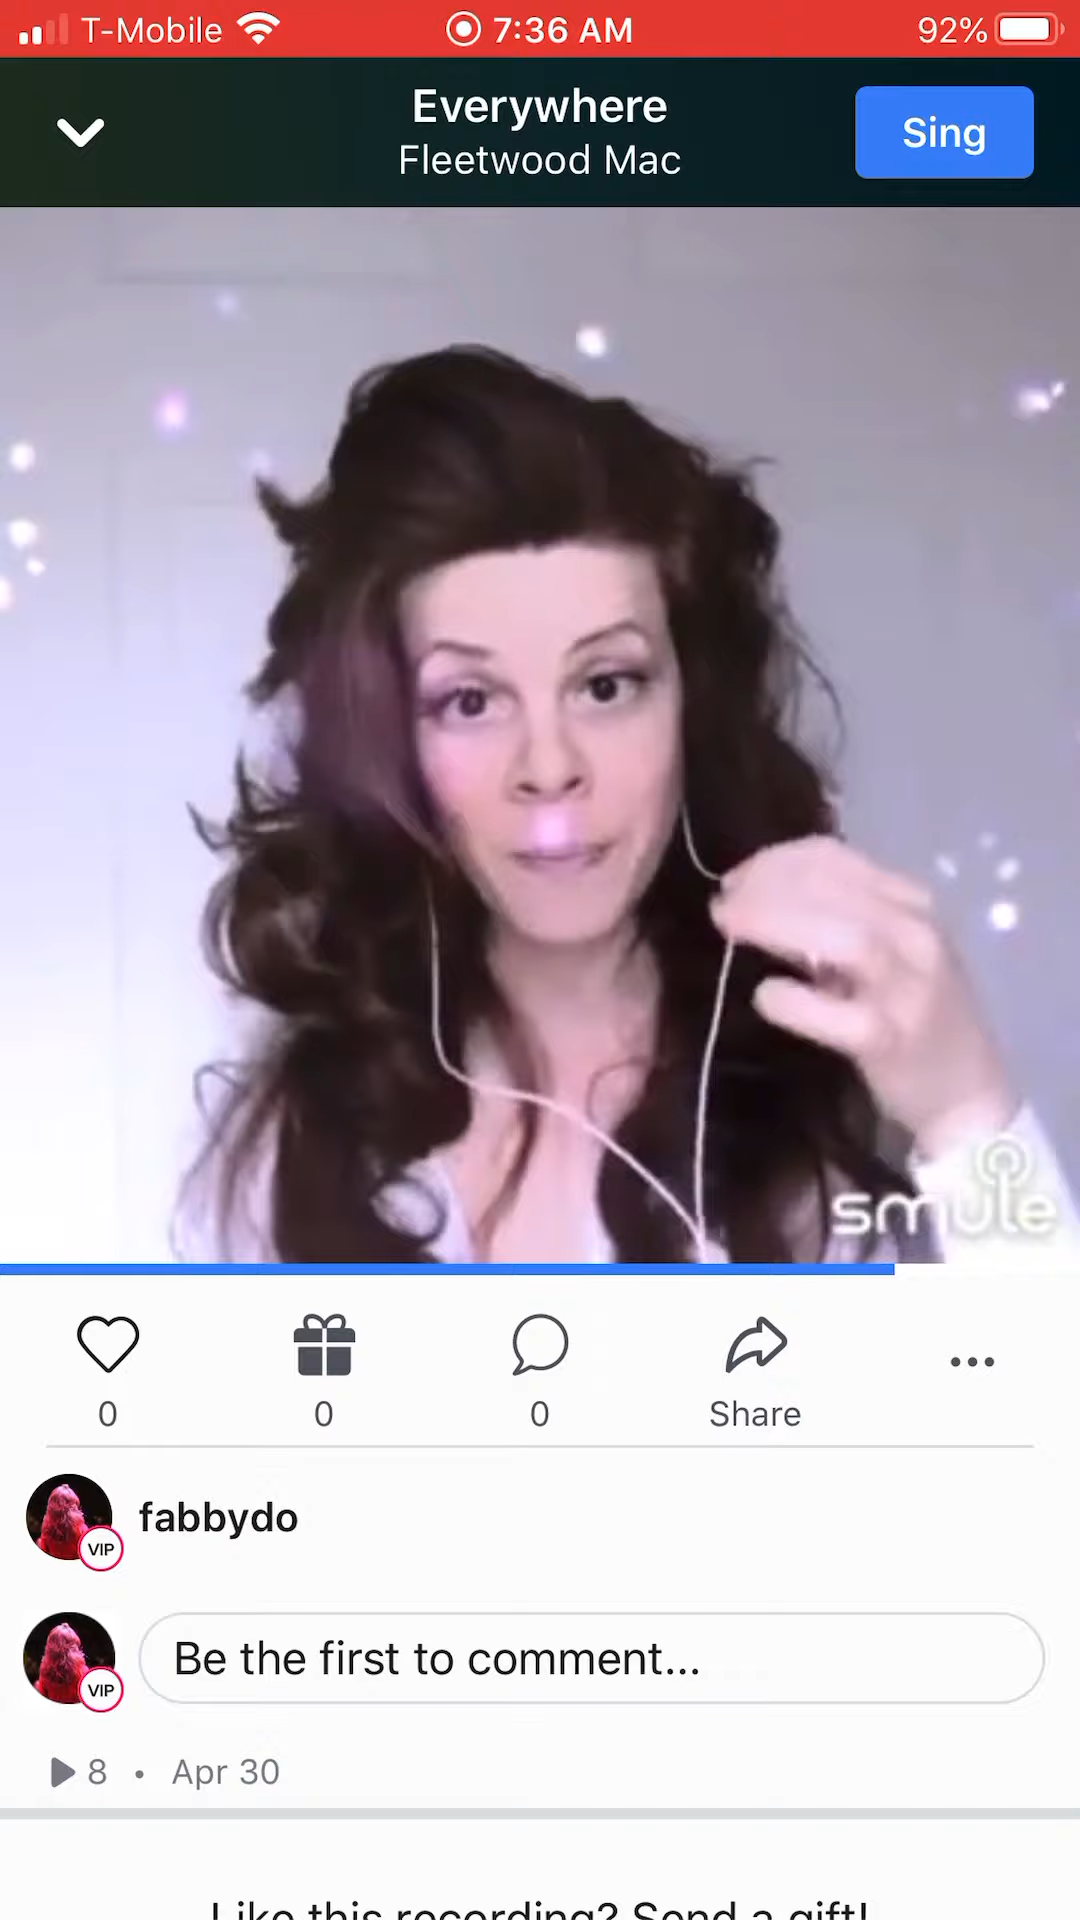 T-Mobile 7:36 AM 92%
Everywhere
Fleetwood Mac
Sing
smule
0 0 0 Share
fabbydo
VIP
Be the first to comment...
VIP
8 • Apr 30
Like this recording? Send a gift!